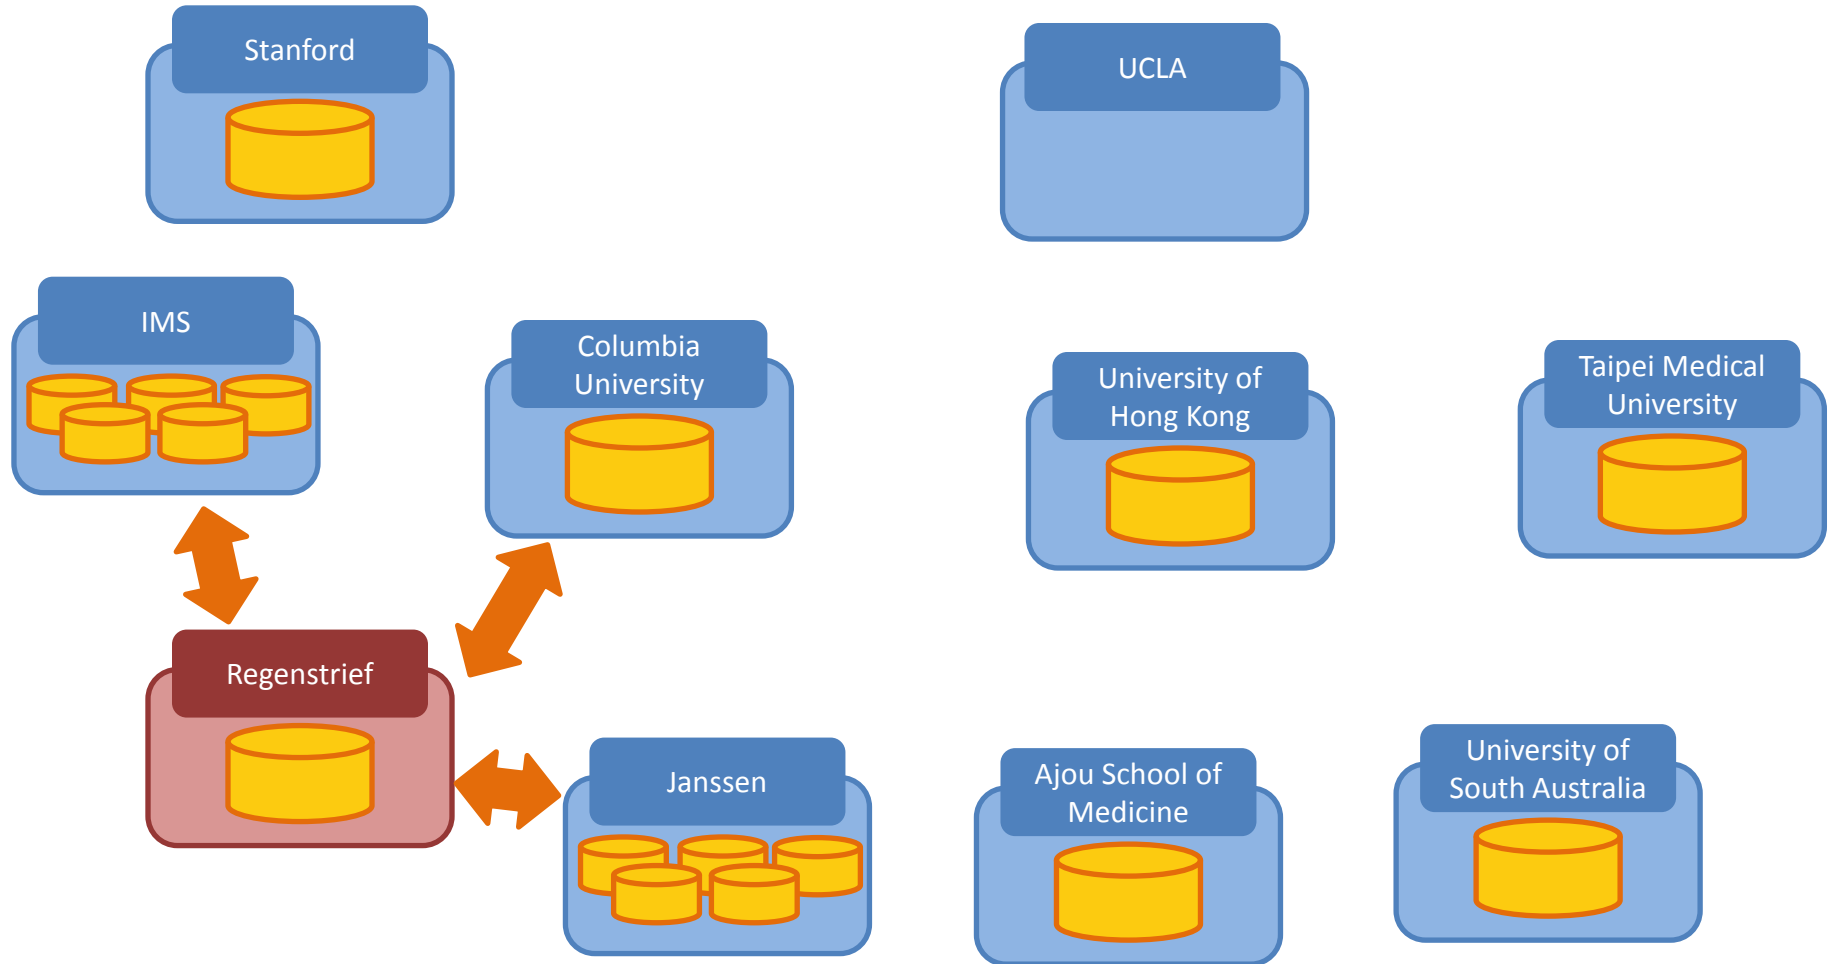 Stanford
UCLA
IMS
Columbia
University
University of
Hong Kong
Taipei Medical
University
Regenstrief
Janssen
Ajou School of
Medicine
University of
South Australia